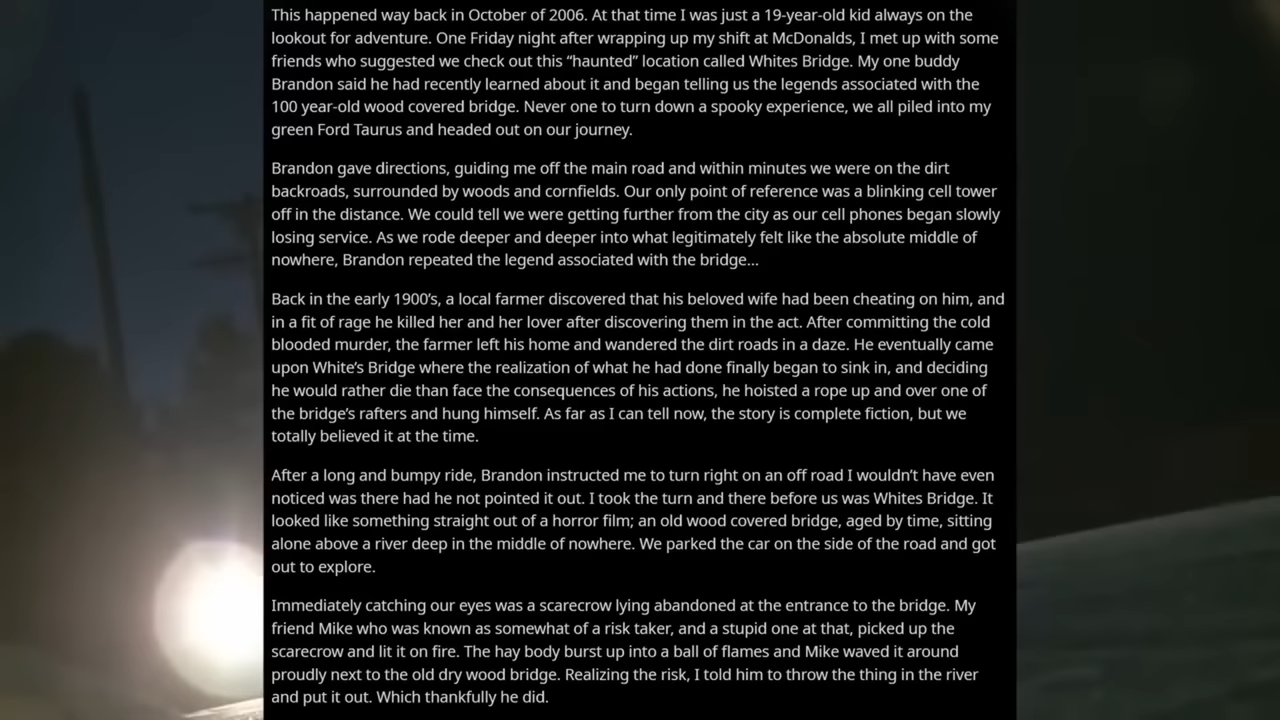 This happened way back in October of 2006. At that time I was just a 19-year-old kid always on the
lookout for adventure. One Friday night after wrapping up my shift at McDonalds, I met up with some
friends who suggested we check out this “haunted” location called Whites Bridge. My one buddy
Brandon said he had recently learned about it and began telling us the legends associated with the
100 year-old wood covered bridge. Never one to turn down a spooky experience, we all piled into my
green Ford Taurus and headed out on our journey.
Brandon gave directions, guiding me off the main road and within minutes we were on the dirt
backroads, surrounded by woods and cornfields. Our only point of reference was a blinking cell tower
off in the distance. We could tell we were getting further from the city as our cell phones began slowly
losing service. As we rode deeper and deeper into what legitimately felt like the absolute middle of
nowhere, Brandon repeated the legend associated with the bridge...
Back in the early 1900’s, a local farmer discovered that his beloved wife had been cheating on him, and
in a fit of rage he killed her and her lover after discovering them in the act. After committing the cold
blooded murder, the farmer left his home and wandered the dirt roads in a daze. He eventually came
upon White’s Bridge where the realization of what he had done finally began to sink in, and deciding
he would rather die than face the consequences of his actions, he hoisted a rope up and over one of
the bridge’s rafters and hung himself. As far as I can tell now, the story is complete fiction, but we
totally believed it at the time.
After a long and bumpy ride, Brandon instructed me to turn right on an off road I wouldn’t have even
noticed was there had he not pointed it out. I took the turn and there before us was Whites Bridge. It
looked like something straight out of a horror film; an old wood covered bridge, aged by time, sitting
alone above a river deep in the middle of nowhere. We parked the car on the side of the road and got
out to explore.
Immediately catching our eyes was a scarecrow lying abandoned at the entrance to the bridge. My
friend Mike who was known as somewhat of a risk taker, and a stupid one at that, picked up the
scarecrow and lit it on fire. The hay body burst up into a ball of flames and Mike waved it around
proudly next to the old dry wood bridge. Realizing the risk, I told him to throw the thing in the river
and put it out. Which thankfully he did.